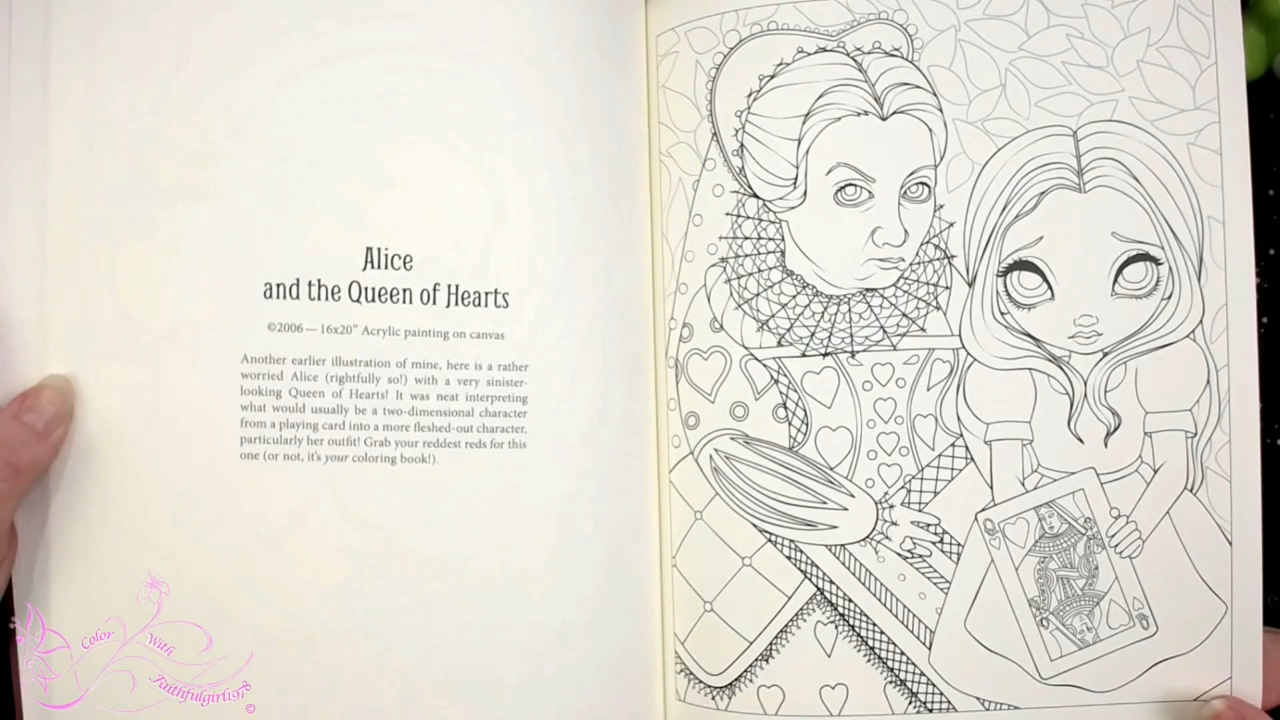 Alice
and the Queen of Hearts
©2006 — 16x20" Acrylic painting on canvas
Another earlier illustration of mine, here is a rather
worried Alice (rightfully so!) with a very sinister-
looking Queen of Hearts! It was neat interpreting
what would usually be a two-dimensional character
from a playing card into a more fleshed-out character,
particularly her outfit! Grab your reddest reds for this
one (or not, it's your coloring book!).
Q
Q
Color With
Faithfulgirl1978
©